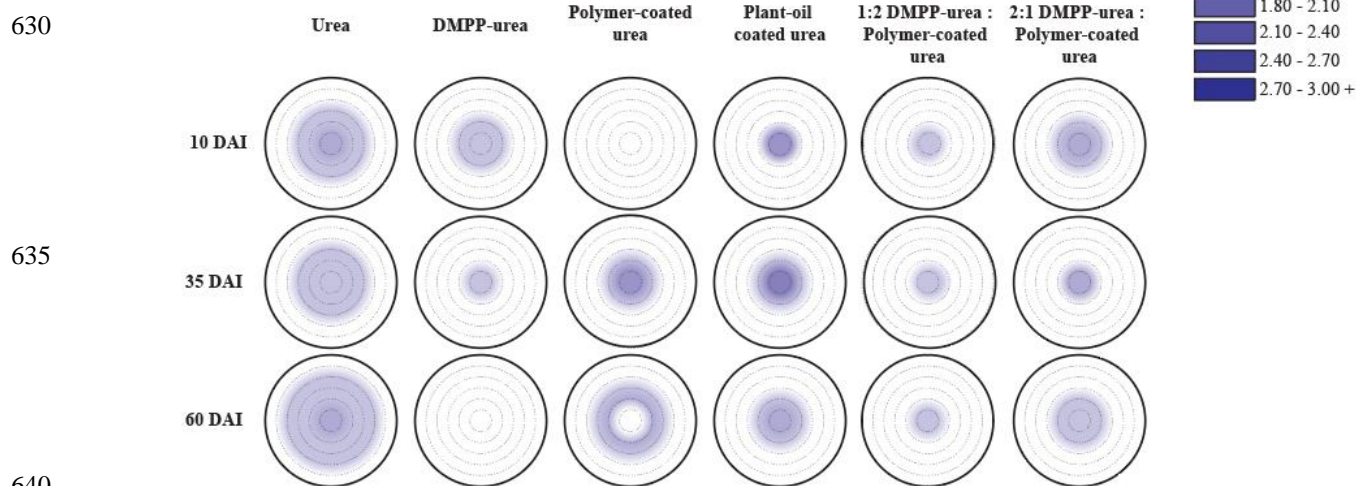 1.80 - 2.10
630
Urea
DMPP-urea
Polymer-coated
urea
Plant-oil
coated urea
1:2 DMPP-urea :
Polymer-coated
urea
2:1 DMPP-urea :
Polymer-coated
urea
2.10 - 2.40
2.40 - 2.70
2.70 - 3.00 +
10 DAI
635
35 DAI
60 DAI
640